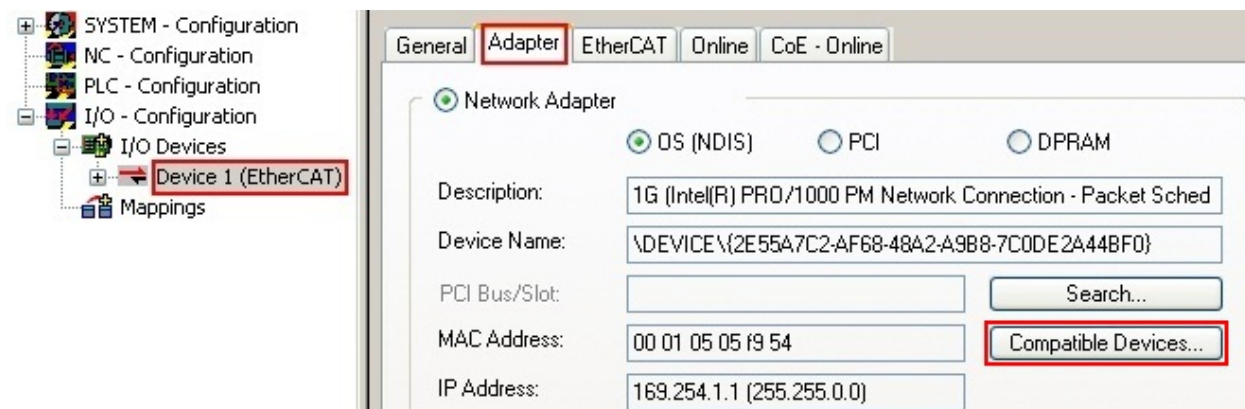 SYSTEM - Configuration
NC - Configuration
PLC - Configuration
I/O - Configuration
I/O Devices
Device 1 (EtherCAT)
Mappings
General Adapter EtherCAT Online CoE - Online
Network Adapter
OS (NDIS) PCI DPRAM
Description: 1G (Intel(R) PRO/1000 PM Network Connection - Packet Sched
Device Name: \DEVICE\{2E55A7C2-AF68-48A2-A9B8-7C0DE2A44BF0}
PCI Bus/Slot: Search...
MAC Address: 00 01 05 05 f9 54 Compatible Devices...
IP Address: 169.254.1.1 (255.255.0.0)